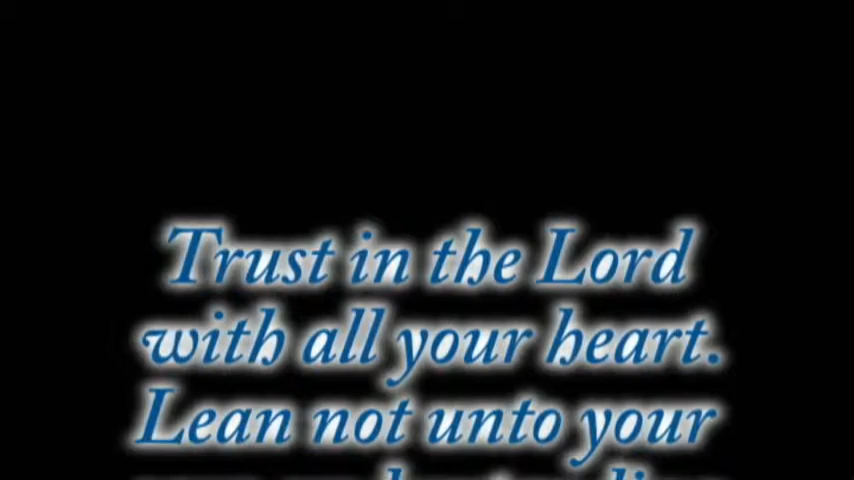 Trust in the Lord
with all your heart.
Lean not unto your